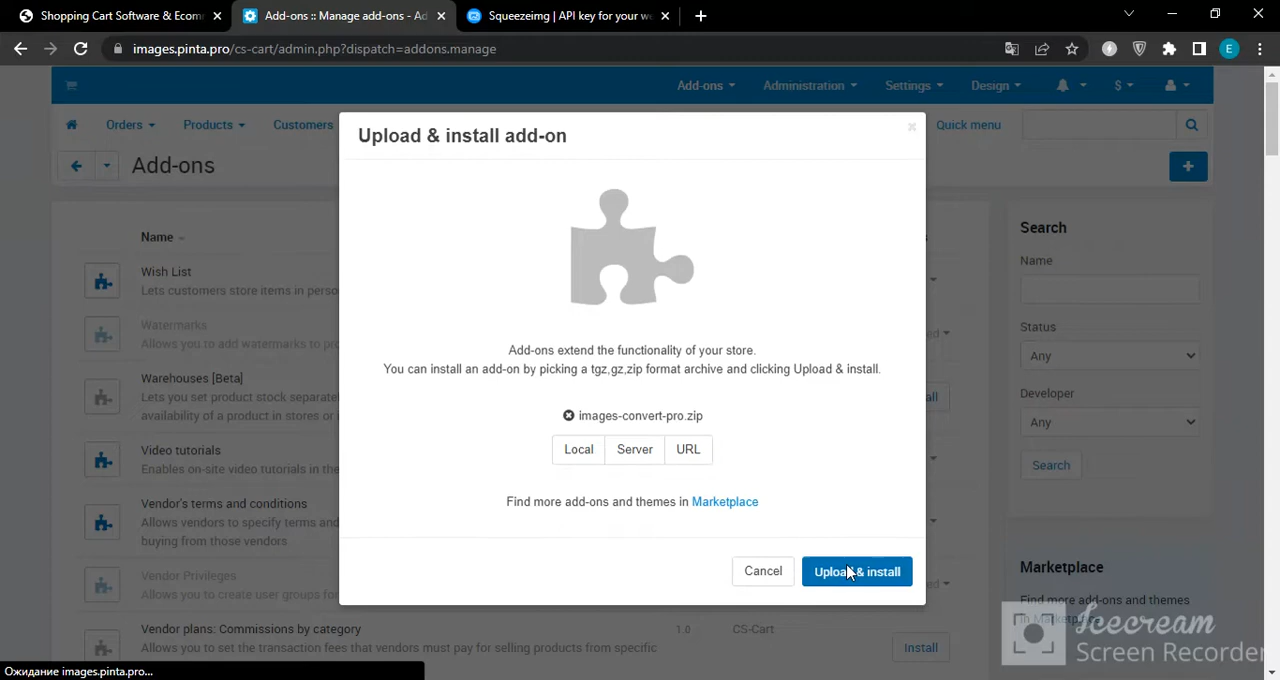 Shopping Cart Software & Ecom
Add-ons :: Manage add-ons - Ad
Squeezeimg | API key for your we
images.pinta.pro/cs-cart/admin.php?dispatch=addons.manage
E
Add-ons
Administration
Settings
Design
$
Orders
Products
Customers
Quick menu
Add-ons
Upload & install add-on
Name
Wish List
Lets customers store items in perso
Watermarks
Allows you to add watermarks to pr
Warehouses [Beta]
Lets you set product stock separate
availability of a product in stores or
Video tutorials
Enables on-site video tutorials in the
Vendor's terms and conditions
Allows vendors to specify terms and
buying from those vendors
Vendor Privileges
Allows you to create user groups for
Vendor plans: Commissions by category
1.0
CS-Cart
Allows you to set the transaction fees that vendors must pay for selling products from specific
Install
Add-ons extend the functionality of your store.
You can install an add-on by picking a tgz,gz,zip format archive and clicking Upload & install.
images-convert-pro.zip
Local
Server
URL
Find more add-ons and themes in Marketplace
Cancel
Upload & install
Search
Name
Status
Any
Developer
Any
Search
Marketplace
Find more add-ons and themes
in Marketplace
Icecream
Screen Recorder
Ожидание images.pinta.pro...